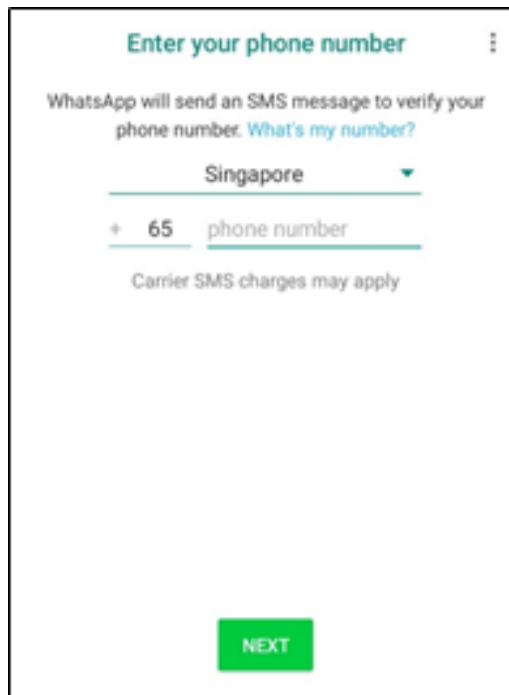 Enter your phone number
WhatsApp will send an SMS message to verify your
phone number. What's my number?
Singapore
+ 65 phone number
Carrier SMS charges may apply
NEXT